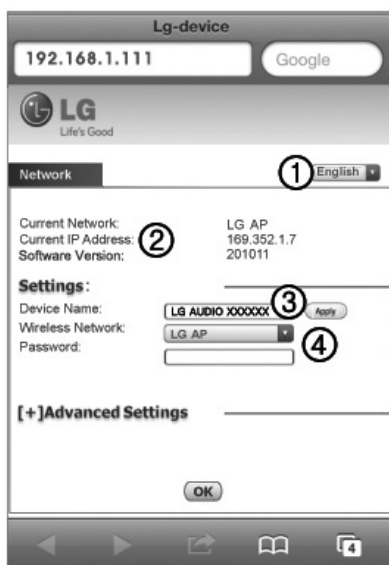 Lg-device
192.168.1.111 Google
LG
Life's Good
Network ① English
Current Network: LG AP
Current IP Address: ② 169.352.1.7
Software Version: 201011
Settings:
Device Name: LG AUDIO XXXXXX ③ Apply
Wireless Network: LG AP ④
Password:
[+]Advanced Settings
OK
4